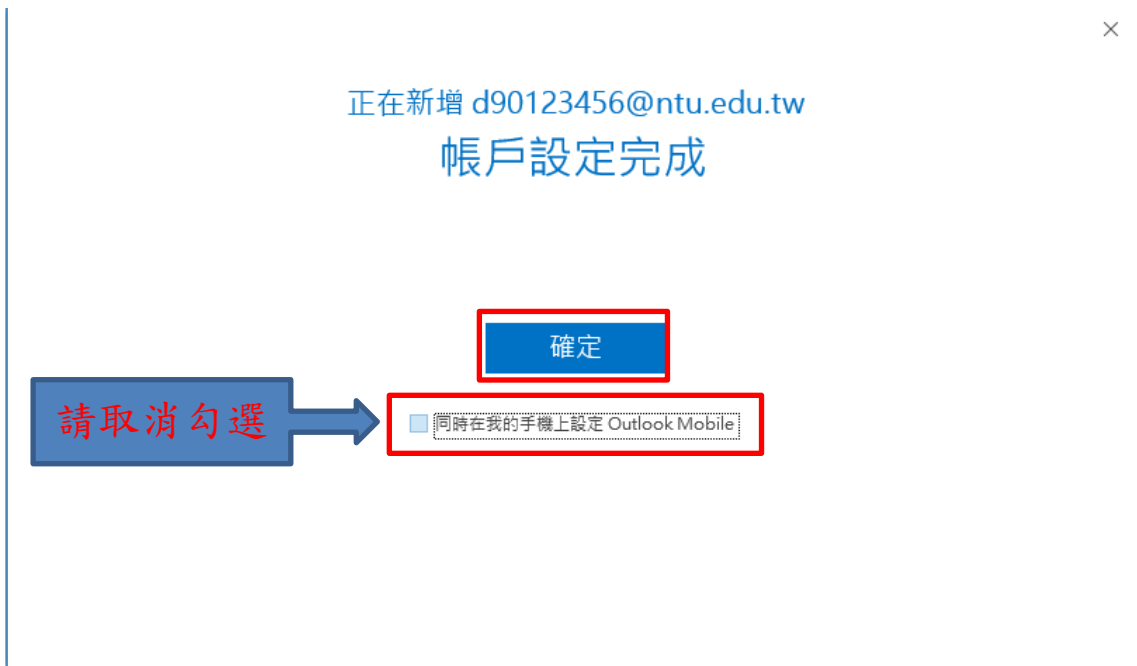 正在新增 d90123456@ntu.edu.tw
帳戶設定完成
確定
請取消勾選
同時在我的手機上設定 Outlook Mobile